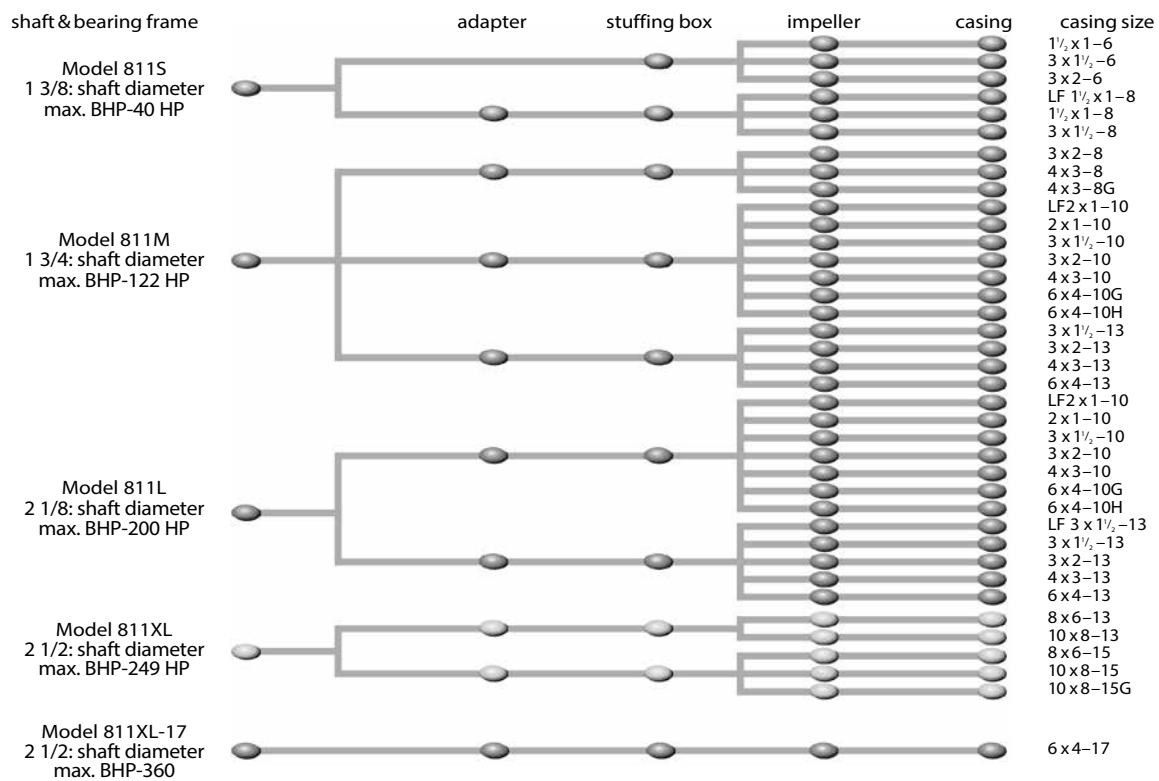 shaft & bearing frame adapter stuffing box impeller casing casing size
Model 811S
1 3/8: shaft diameter
max. BHP-40 HP
1½ x 1–6
3 x 1½–6
3 x 2–6
LF 1½ x 1–8
1½ x 1–8
3 x 1½–8
Model 811M
1 3/4: shaft diameter
max. BHP-122 HP
3 x 2–8
4 x 3–8
4 x 3–8G
LF2 x 1–10
2 x 1–10
3 x 1½–10
3 x 2–10
4 x 3–10
6 x 4–10G
6 x 4–10H
3 x 1½–13
3 x 2–13
4 x 3–13
6 x 4–13
Model 811L
2 1/8: shaft diameter
max. BHP-200 HP
LF2 x 1–10
2 x 1–10
3 x 1½–10
3 x 2–10
4 x 3–10
6 x 4–10G
6 x 4–10H
LF 3 x 1½–13
3 x 1½–13
3 x 2–13
4 x 3–13
6 x 4–13
Model 811XL
2 1/2: shaft diameter
max. BHP-249 HP
8 x 6–13
10 x 8–13
8 x 6–15
10 x 8–15
10 x 8–15G
Model 811XL-17
2 1/2: shaft diameter
max. BHP-360
6 x 4–17